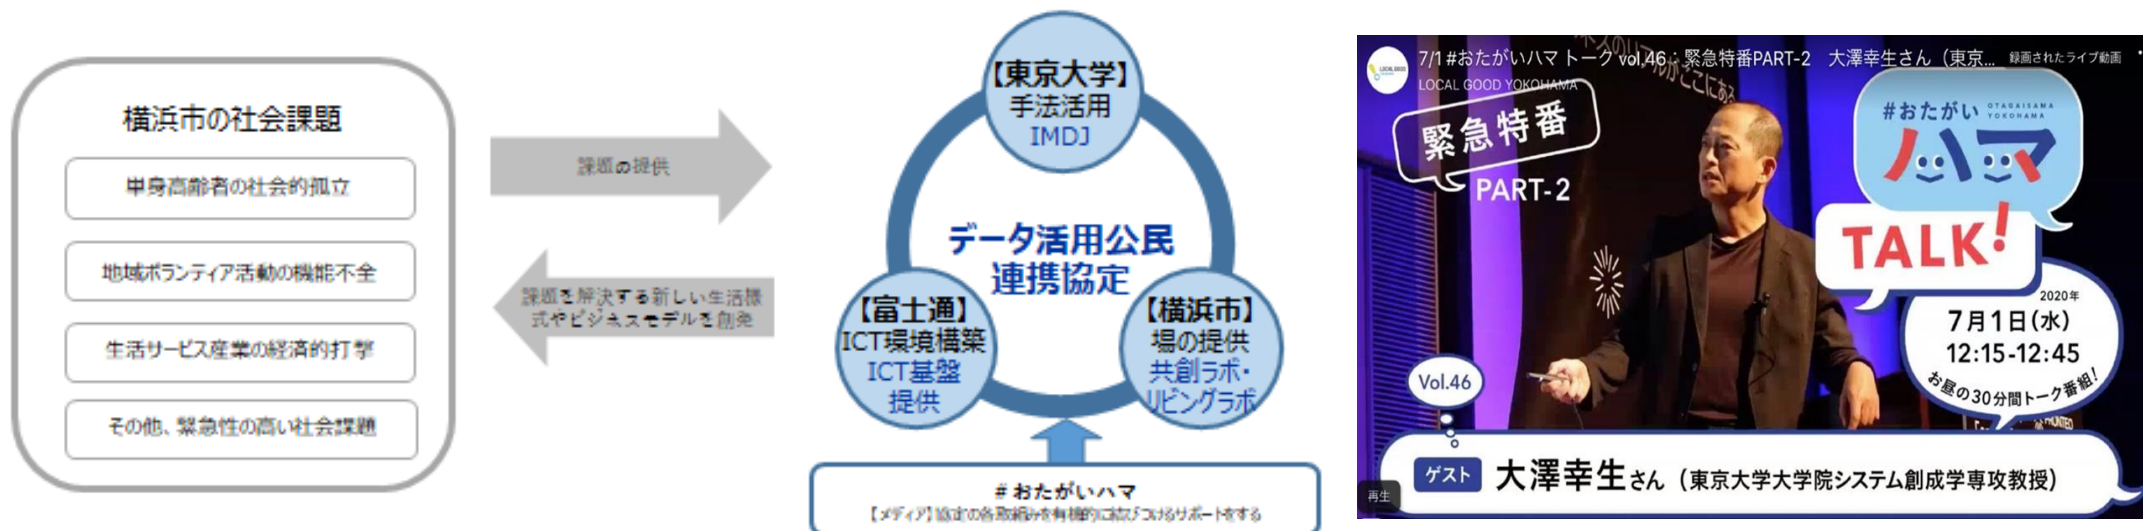 横浜市の社会課題
単身高齢者の社会的孤立
地域ボランティア活動の機能不全
生活サービス産業の経済的打撃
その他、緊急性の高い社会課題
課題の提供
課題を解決する新しい生活様
式やビジネスモデルを創発
【東京大学】
手法活用
IMDJ
データ活用公民
連携協定
【富士通】
ICT環境構築
ICT基盤
提供
【横浜市】
場の提供
共創ラボ・
リビングラボ
#おたがいハマ
【メディア】協定の各取組みを有機的に結びつけるサポートをする
7/1 #おたがいハマ トーク vol.46：緊急特番PART-2 大澤幸生さん（東京...
録画されたライブ動画
LOCAL GOOD YOKOHAMA
緊急特番
PART-2
#おたがい
OTAGAISAMA
YOKOHAMA
ハマ
TALK!
2020年
7月1日(水)
12:15-12:45
お昼の30分間トーク番組!
Vol.46
ゲスト 大澤幸生さん（東京大学大学院システム創成学専攻教授）
再生